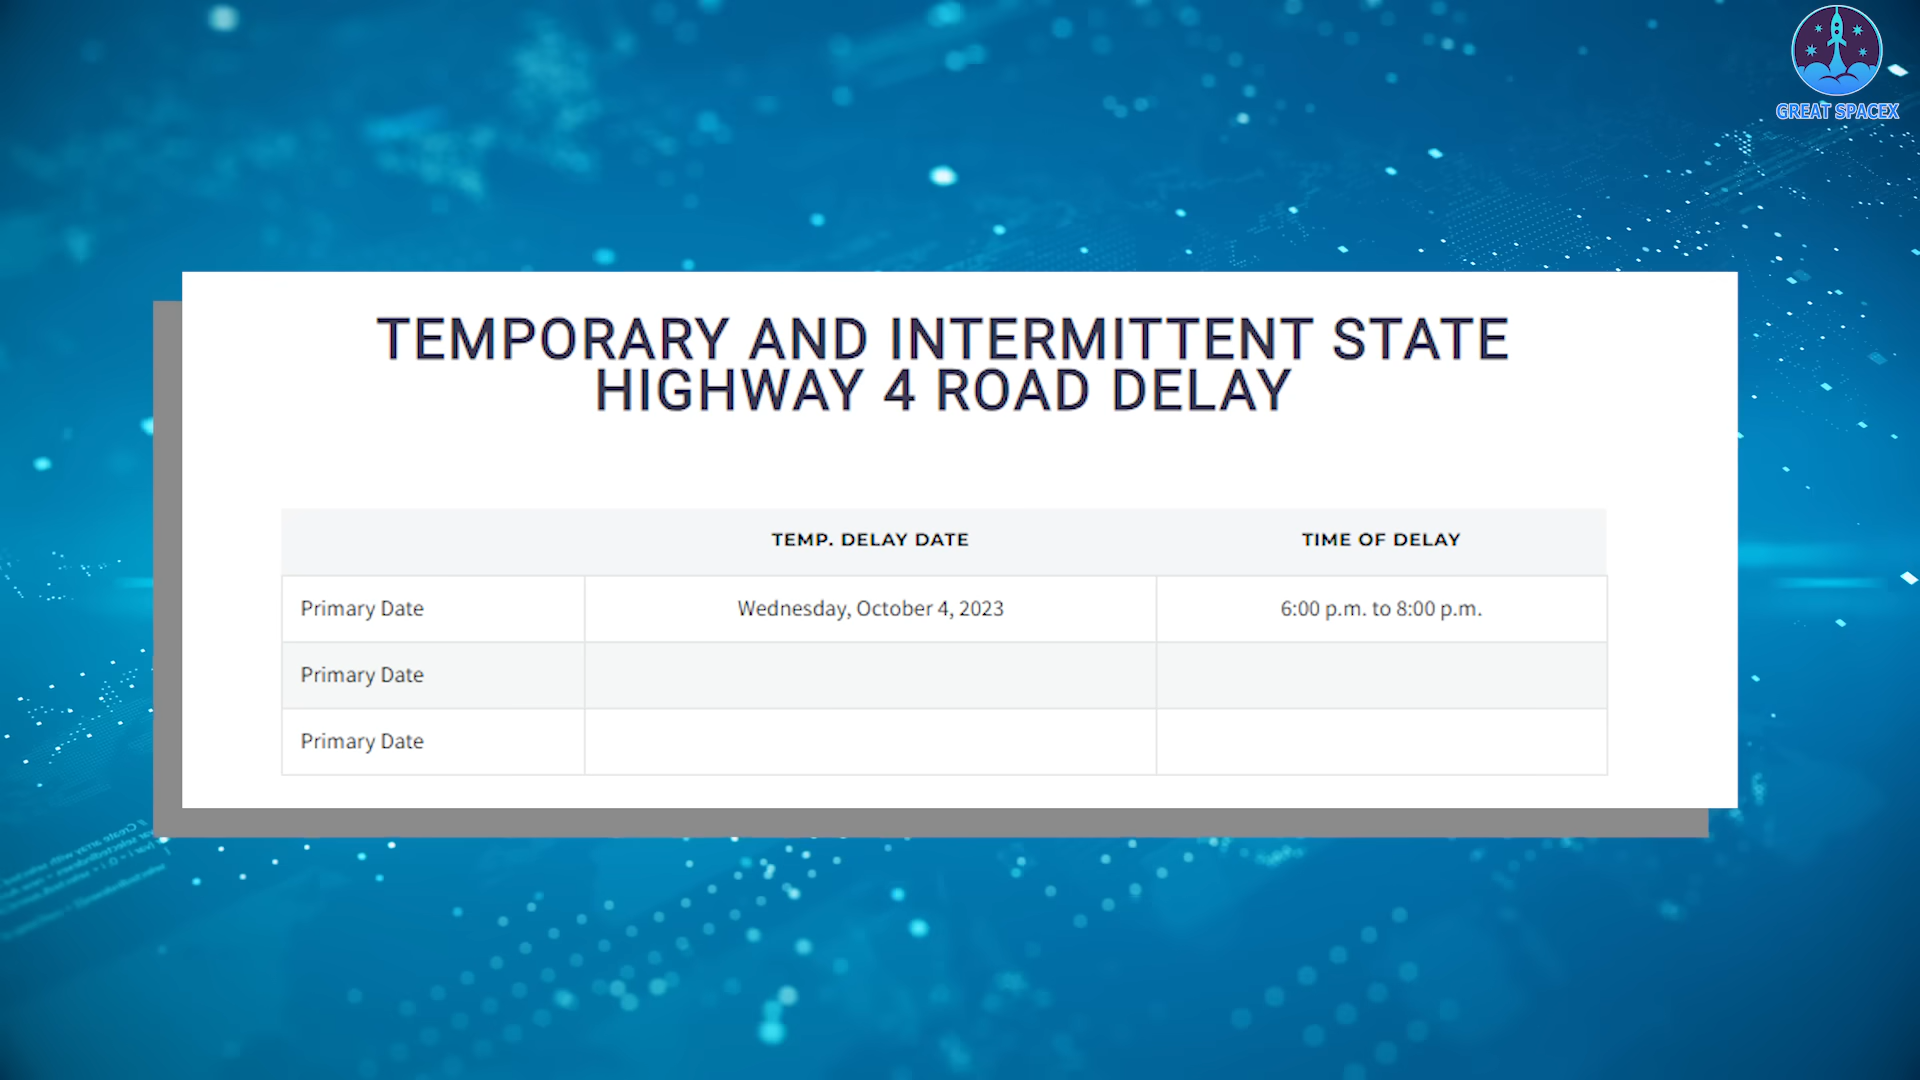 GREAT SPACEX
TEMPORARY AND INTERMITTENT STATE
HIGHWAY 4 ROAD DELAY
TEMP. DELAY DATE TIME OF DELAY
Primary Date Wednesday, October 4, 2023 6:00 p.m. to 8:00 p.m.
Primary Date
Primary Date